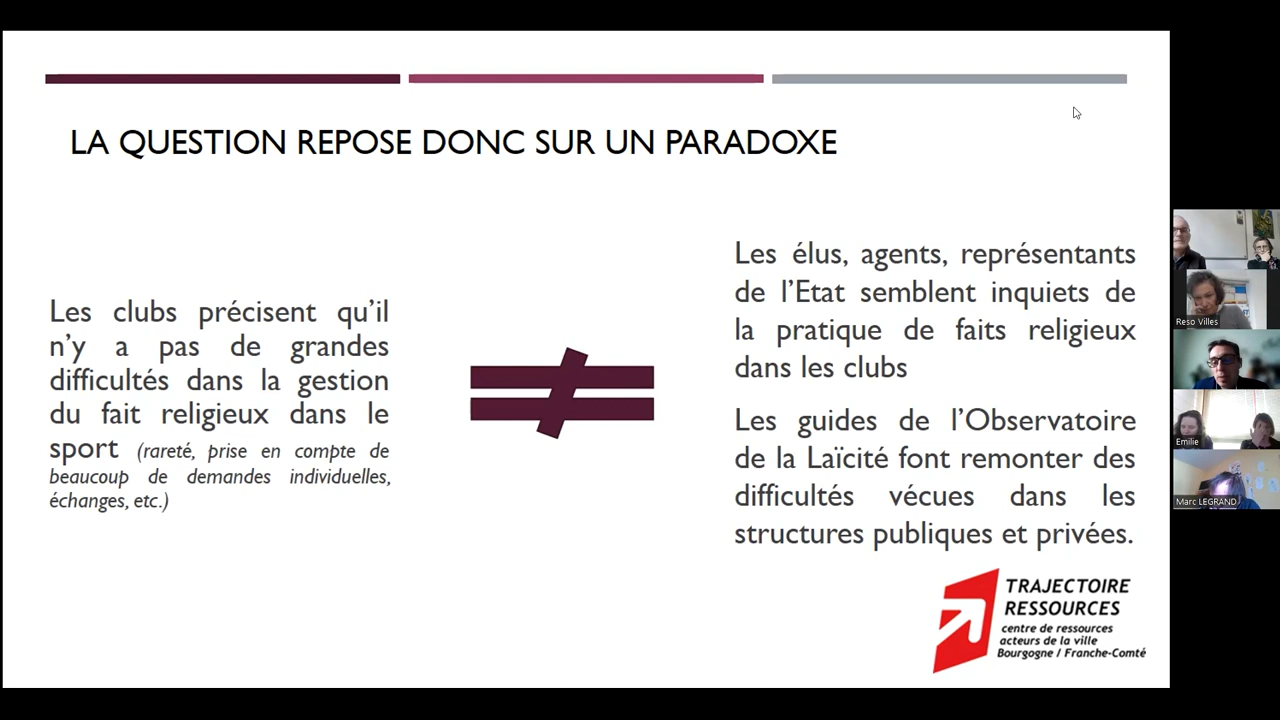 LA QUESTION REPOSE DONC SUR UN PARADOXE
Les clubs précisent qu’il
n’y a pas de grandes
difficultés dans la gestion
du fait religieux dans le
sport (rareté, prise en compte de
beaucoup de demandes individuelles,
échanges, etc.)
≠
Les élus, agents, représentants
de l’Etat semblent inquiets de
la pratique de faits religieux
dans les clubs
Les guides de l’Observatoire
de la Laïcité font remonter des
difficultés vécues dans les
structures publiques et privées.
TRAJECTOIRE
RESSOURCES
centre de ressources
acteurs de la ville
Bourgogne / Franche-Comté
Reso Villes
Emilie
Marc LEGRAND